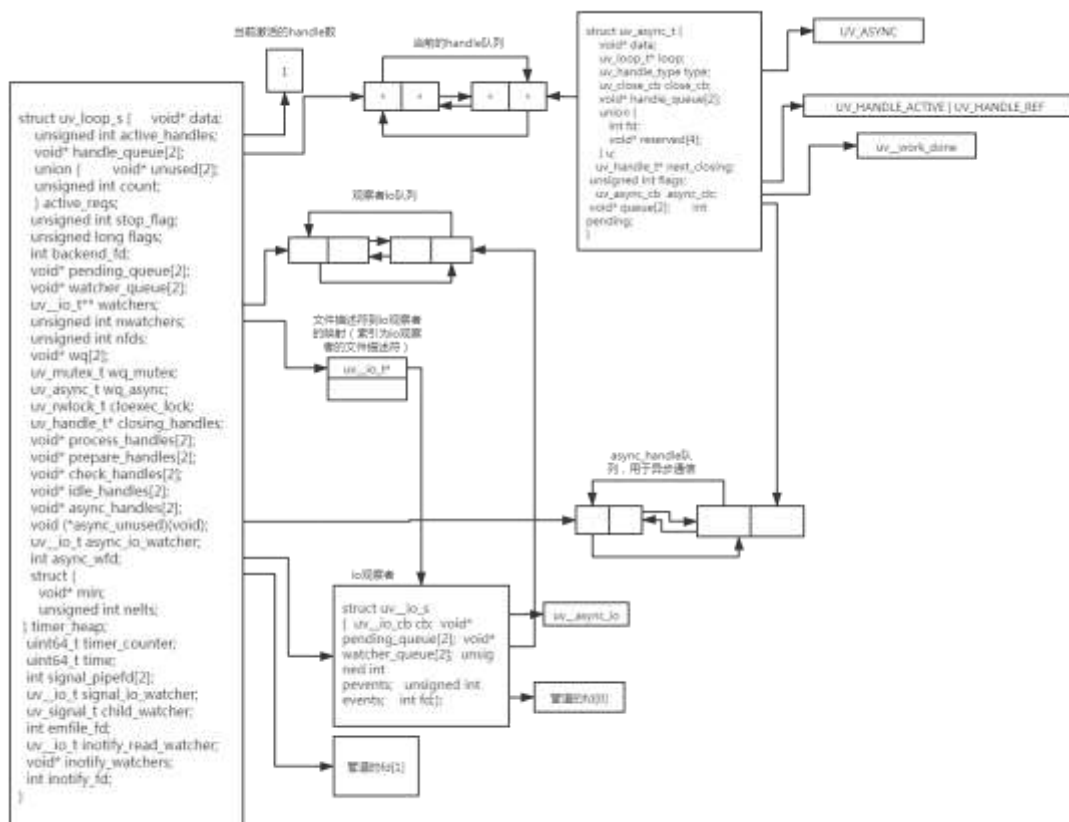 当前激活的handle数
1
当前的handle队列
struct uv_loop_s {     void* data;
unsigned int active_handles;
void* handle_queue[2];
union {        void* unused[2];
unsigned int count;
} active_reqs;
unsigned int stop_flag;
unsigned long flags;
int backend_fd;
void* pending_queue[2];
void* watcher_queue[2];
uv__io_t** watchers;
unsigned int nwatchers;
unsigned int nfds;
void* wq[2];
uv_mutex_t wq_mutex;
uv_async_t wq_async;
uv_rwlock_t cloexec_lock;
uv_handle_t* closing_handles;
void* process_handles[2];
void* prepare_handles[2];
void* check_handles[2];
void* idle_handles[2];
void* async_handles[2];
void (*async_unused)(void);
uv__io_t async_io_watcher;
int async_wfd;
struct {
void* min;
unsigned int nelts;
} timer_heap;
uint64_t timer_counter;
uint64_t time;
int signal_pipefd[2];
uv__io_t signal_io_watcher;
uv_signal_t child_watcher;
int emfile_fd;
uv__io_t inotify_read_watcher;
void* inotify_watchers;
int inotify_fd;
}
struct uv_async_t {
void* data;
uv_loop_t* loop;
uv_handle_type type;
uv_close_cb close_cb;
void* handle_queue[2];
union {
int fd;
void* reserved[4];
} u;
uv_handle_t* next_closing;
unsigned int flags;
uv_async_cb  async_cb;
void* queue[2];      int
pending;
}
UV_ASYNC
UV_HANDLE_ACTIVE | UV_HANDLE_REF
uv__work_done
观察者io队列
文件描述符到io观察者
的映射（索引为io观察
者的文件描述符）
uv__io_t*
async_handle队
列，用于异步通信
io观察者
struct uv__io_s
{  uv__io_cb cb;  void*
pending_queue[2];  void*
watcher_queue[2];  unsig
ned int
pevents;   unsigned int
events;    int fd;};
uv__async_io
管道的fd[0]
管道的fd[1]